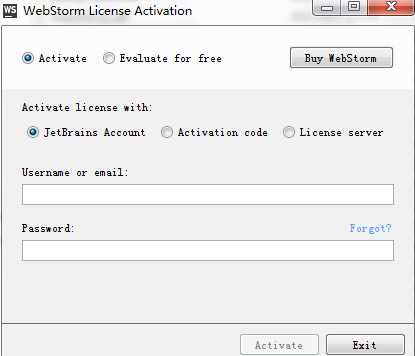 WS WebStorm License Activation
Activate Evaluate for free Buy WebStorm
Activate license with:
JetBrains Account Activation code License server
Username or email:
Password: Forgot?
Activate Exit